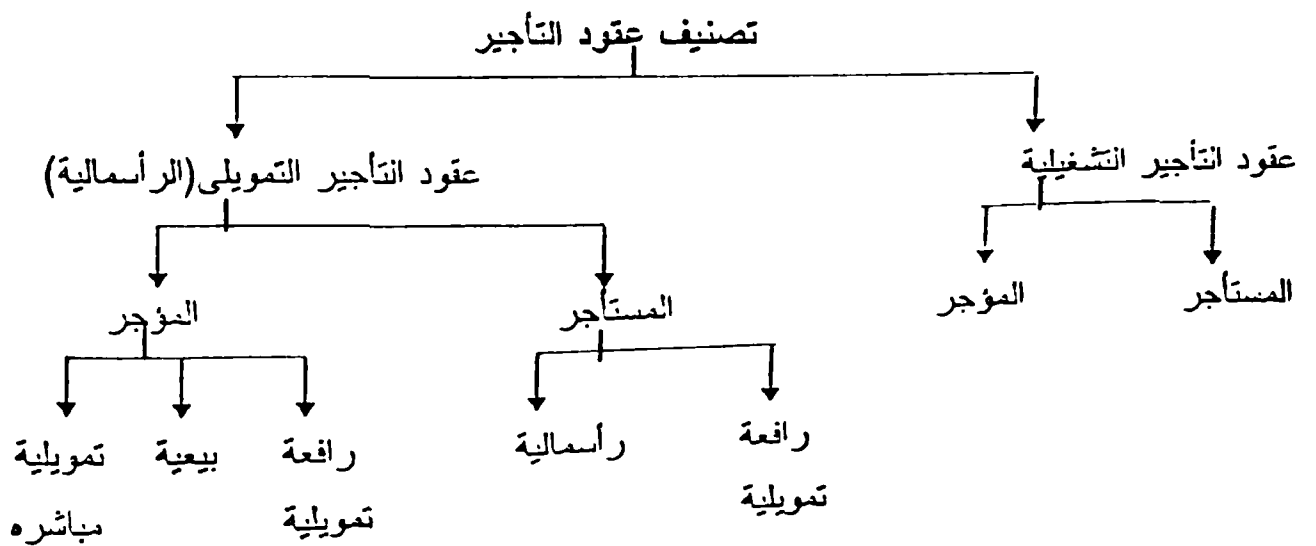 تصنيف عقود التأجير
عقود التأجير التشغيلية
عقود التأجير التمويلى(الرأسمالية)
المستأجر
المؤجر
المستأجر
المؤجر
رافعة
تمويلية
رأسمالية
رافعة
تمويلية
بيعية
تمويلية
مباشره